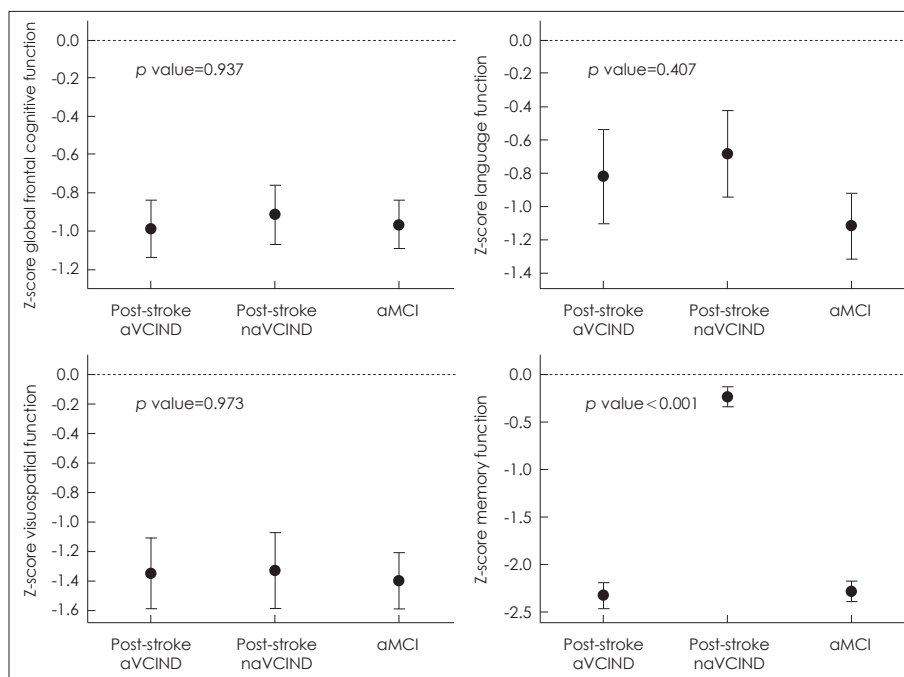 Z-score global frontal cognitive function
0.0
-0.2
-0.4
-0.6
-0.8
-1.0
-1.2
p value=0.937
Post-stroke
aVCIND
Post-stroke
naVCIND
aMCI
Z-score language function
0.0
-0.2
-0.4
-0.6
-0.8
-1.0
-1.2
-1.4
p value=0.407
Post-stroke
aVCIND
Post-stroke
naVCIND
aMCI
Z-score visuospatial function
0.0
-0.2
-0.4
-0.6
-0.8
-1.0
-1.2
-1.4
-1.6
p value=0.973
Post-stroke
aVCIND
Post-stroke
naVCIND
aMCI
Z-score memory function
0.0
-0.5
-1.0
-1.5
-2.0
-2.5
p value<0.001
Post-stroke
aVCIND
Post-stroke
naVCIND
aMCI